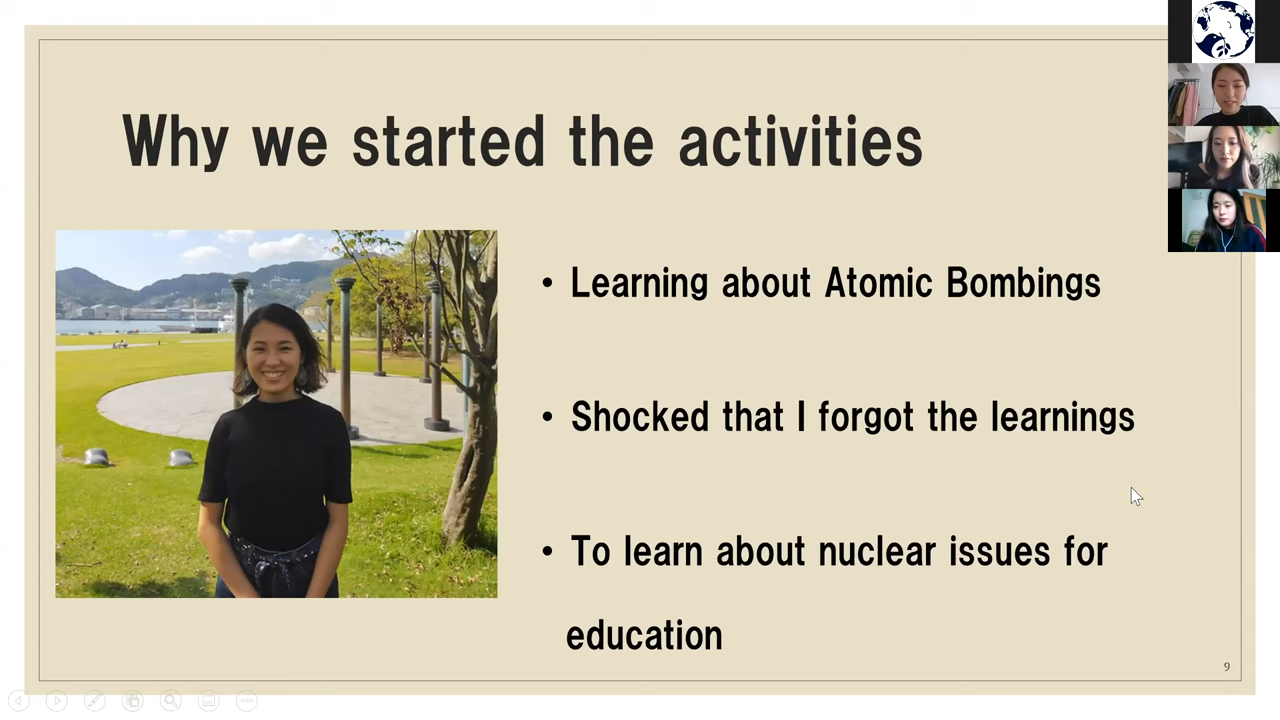 Why we started the activities
• Learning about Atomic Bombings
• Shocked that I forgot the learnings
• To learn about nuclear issues for
education
9